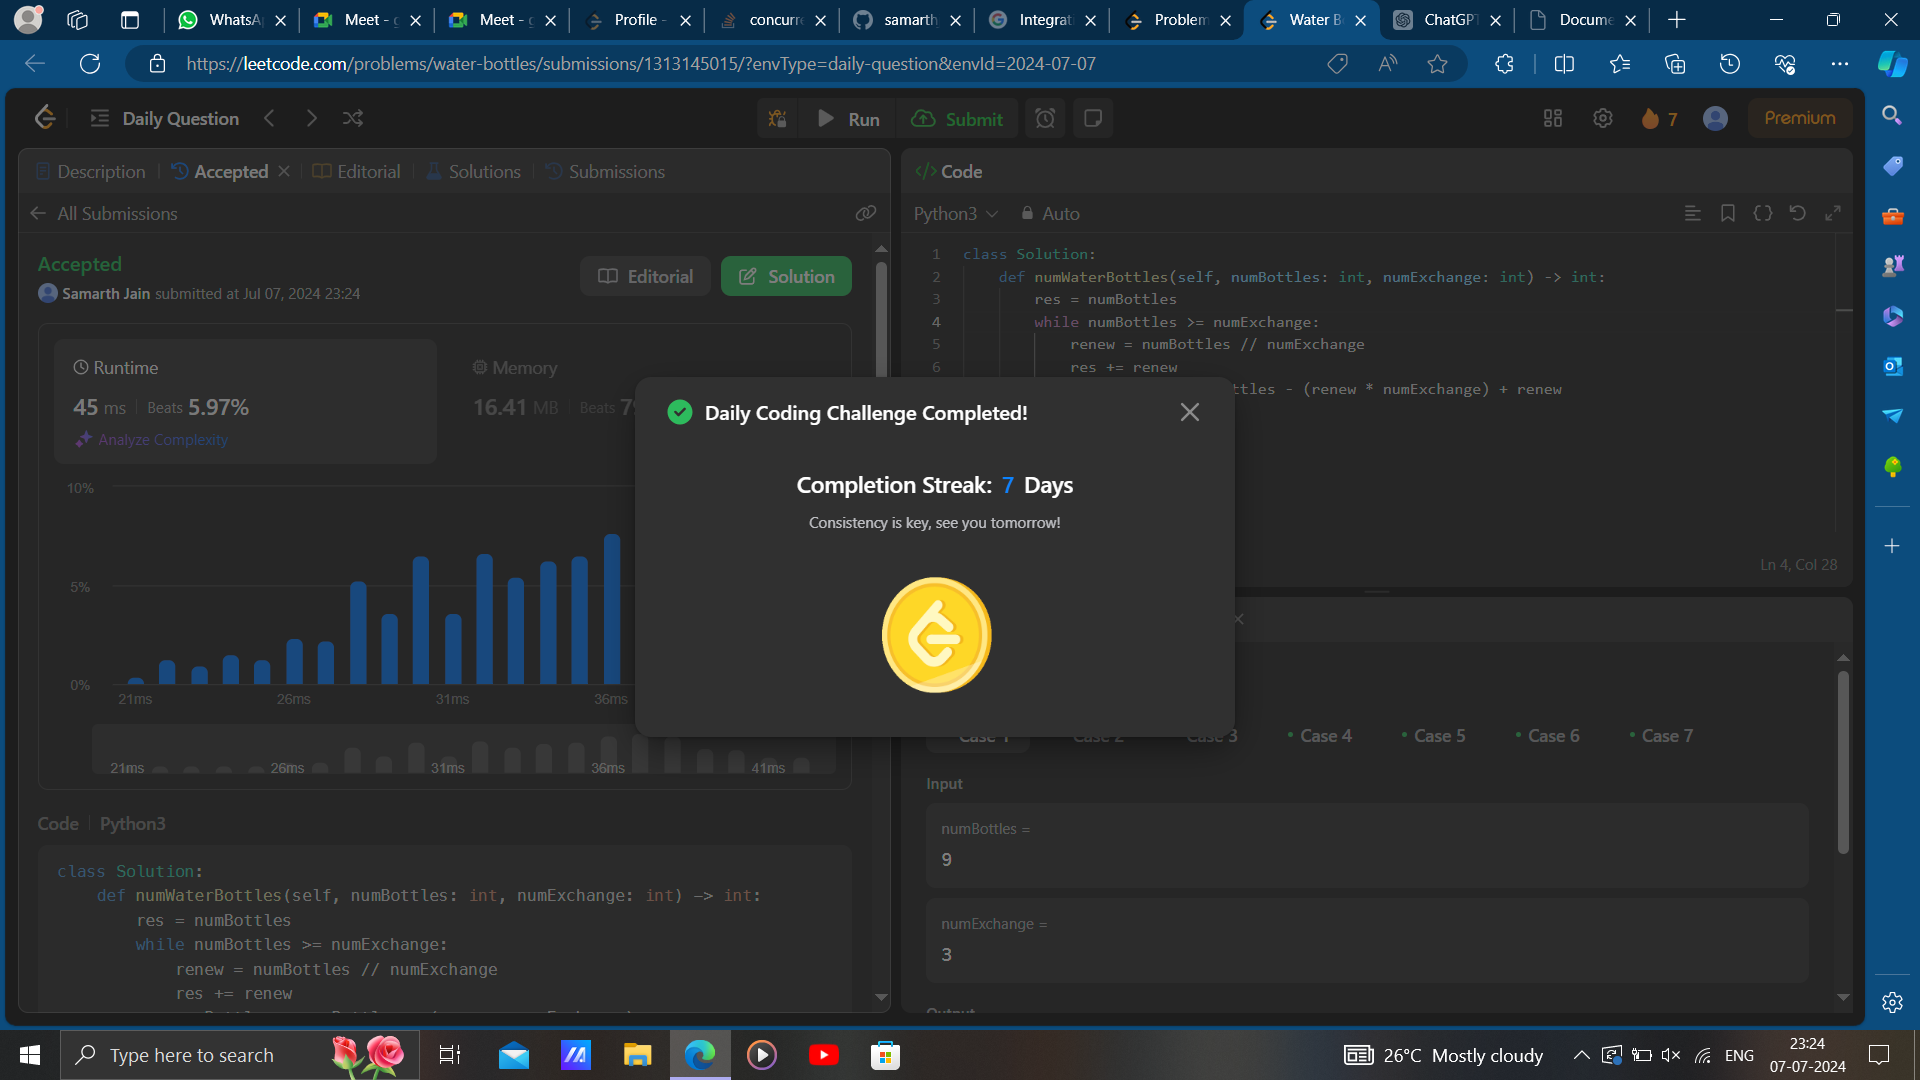 WhatsA
Meet - g
Meet - g
Profile -
concurre
samarth
Integrat
Problem
Water B
ChatGPT
Docume
https://leetcode.com/problems/water-bottles/submissions/1313145015/?envType=daily-question&envId=2024-07-07
Daily Question
Run
Submit
7
Premium
Description
Accepted
Editorial
Solutions
Submissions
All Submissions
Accepted
Samarth Jain submitted at Jul 07, 2024 23:24
Editorial
Solution
Runtime
45 ms
Beats 5.97%
Analyze Complexity
Memory
16.41 MB
Beats 79
10%
5%
0%
21ms
26ms
31ms
36ms
21ms
26ms
31ms
36ms
41ms
Code
Python3
class Solution:
def numWaterBottles(self, numBottles: int, numExchange: int) -> int:
res = numBottles
while numBottles >= numExchange:
renew = numBottles // numExchange
res += renew
</> Code
Python3
Auto
1 class Solution:
2 def numWaterBottles(self, numBottles: int, numExchange: int) -> int:
3 res = numBottles
4 while numBottles >= numExchange:
5 renew = numBottles // numExchange
6 res += renew
ttles - (renew * numExchange) + renew
Ln 4, Col 28
Daily Coding Challenge Completed!
Completion Streak: 7 Days
Consistency is key, see you tomorrow!
Case 1
Case 2
Case 3
Case 4
Case 5
Case 6
Case 7
Input
numBottles =
9
numExchange =
3
Output
Type here to search
26°C Mostly cloudy
ENG
23:24
07-07-2024